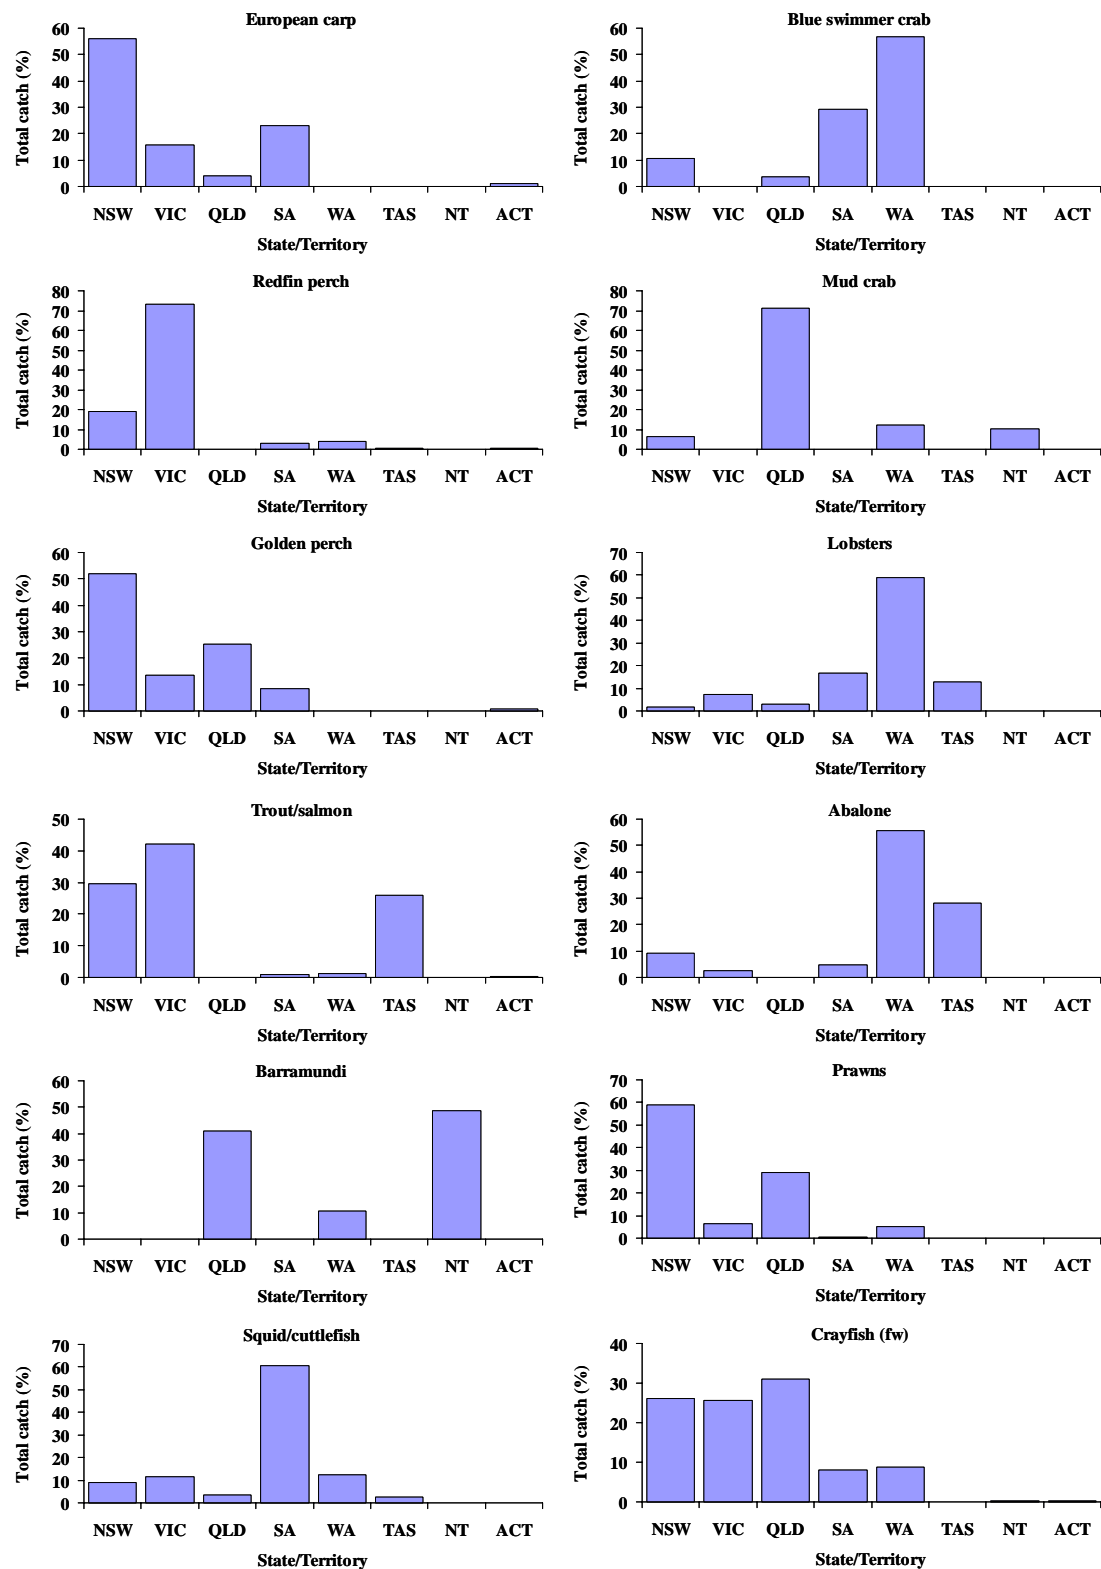 European carp
Total catch (%)
60
50
40
30
20
10
0
NSW VIC QLD SA WA TAS NT ACT
State/Territory
Blue swimmer crab
Total catch (%)
60
50
40
30
20
10
0
NSW VIC QLD SA WA TAS NT ACT
State/Territory
Redfin perch
Total catch (%)
80
70
60
50
40
30
20
10
0
NSW VIC QLD SA WA TAS NT ACT
State/Territory
Mud crab
Total catch (%)
80
70
60
50
40
30
20
10
0
NSW VIC QLD SA WA TAS NT ACT
State/Territory
Golden perch
Total catch (%)
60
50
40
30
20
10
0
NSW VIC QLD SA WA TAS NT ACT
State/Territory
Lobsters
Total catch (%)
70
60
50
40
30
20
10
0
NSW VIC QLD SA WA TAS NT ACT
State/Territory
Trout/salmon
Total catch (%)
50
40
30
20
10
0
NSW VIC QLD SA WA TAS NT ACT
State/Territory
Abalone
Total catch (%)
60
50
40
30
20
10
0
NSW VIC QLD SA WA TAS NT ACT
State/Territory
Barramundi
Total catch (%)
60
50
40
30
20
10
0
NSW VIC QLD SA WA TAS NT ACT
State/Territory
Prawns
Total catch (%)
70
60
50
40
30
20
10
0
NSW VIC QLD SA WA TAS NT ACT
State/Territory
Squid/cuttlefish
Total catch (%)
70
60
50
40
30
20
10
0
NSW VIC QLD SA WA TAS NT ACT
State/Territory
Crayfish (fw)
Total catch (%)
40
30
20
10
0
NSW VIC QLD SA WA TAS NT ACT
State/Territory